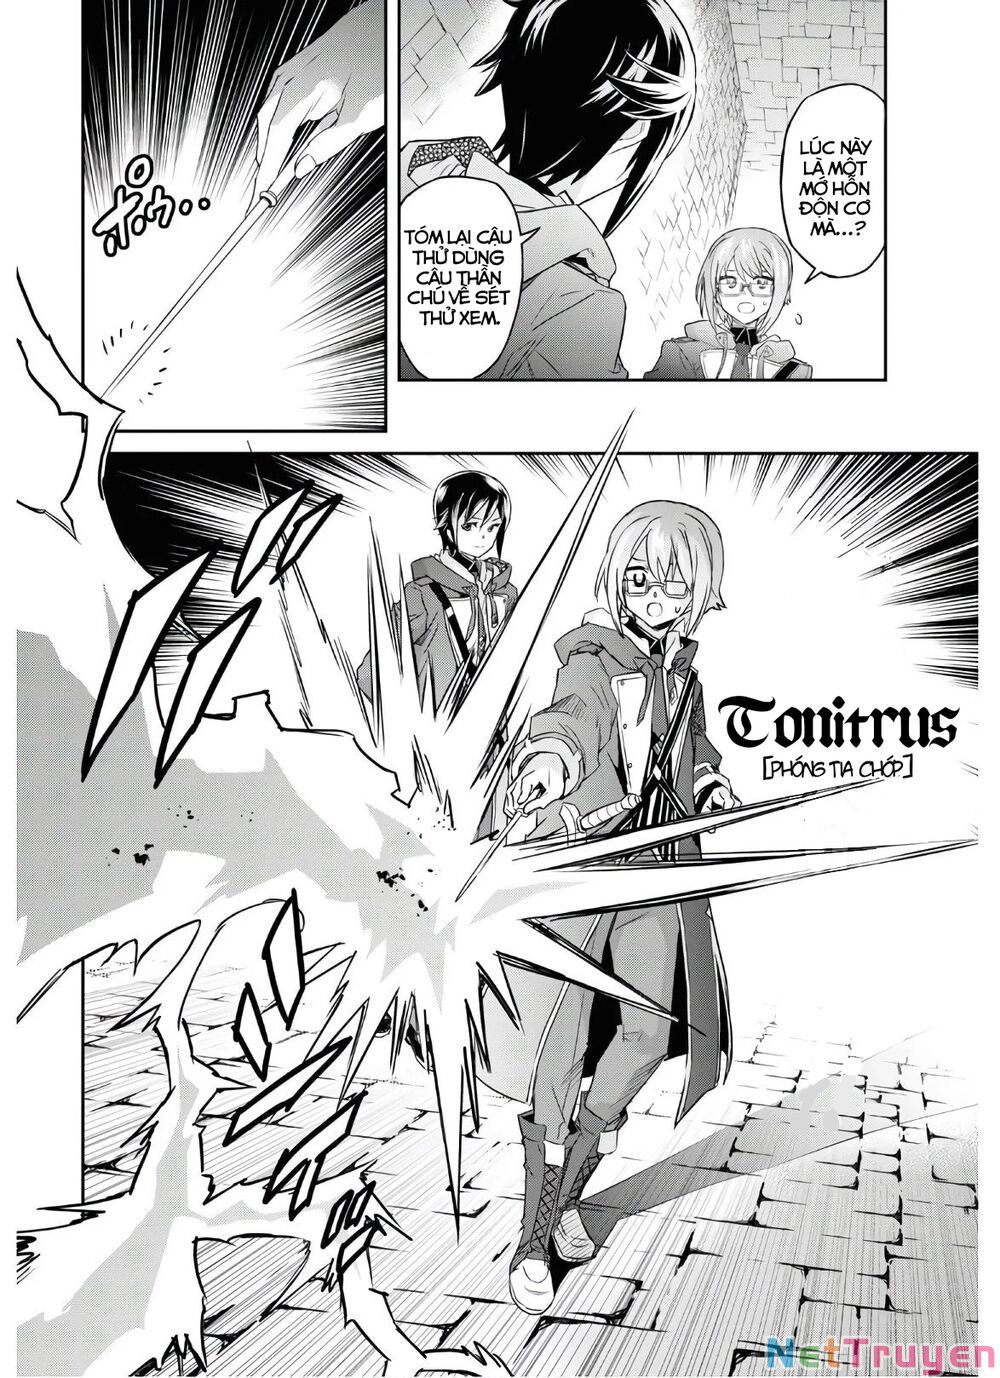 LÚC NÀY
LÀ MỘT
MỚ HỖN
ĐỘN CƠ
MÀ...?
TÓM LẠI CẬU
THỬ DÙNG
CÂU THẦN
CHÚ VỀ SÉT
THỬ XEM.
Tonitrus
[PHÓNG TIA CHỚP]
NetTruyen